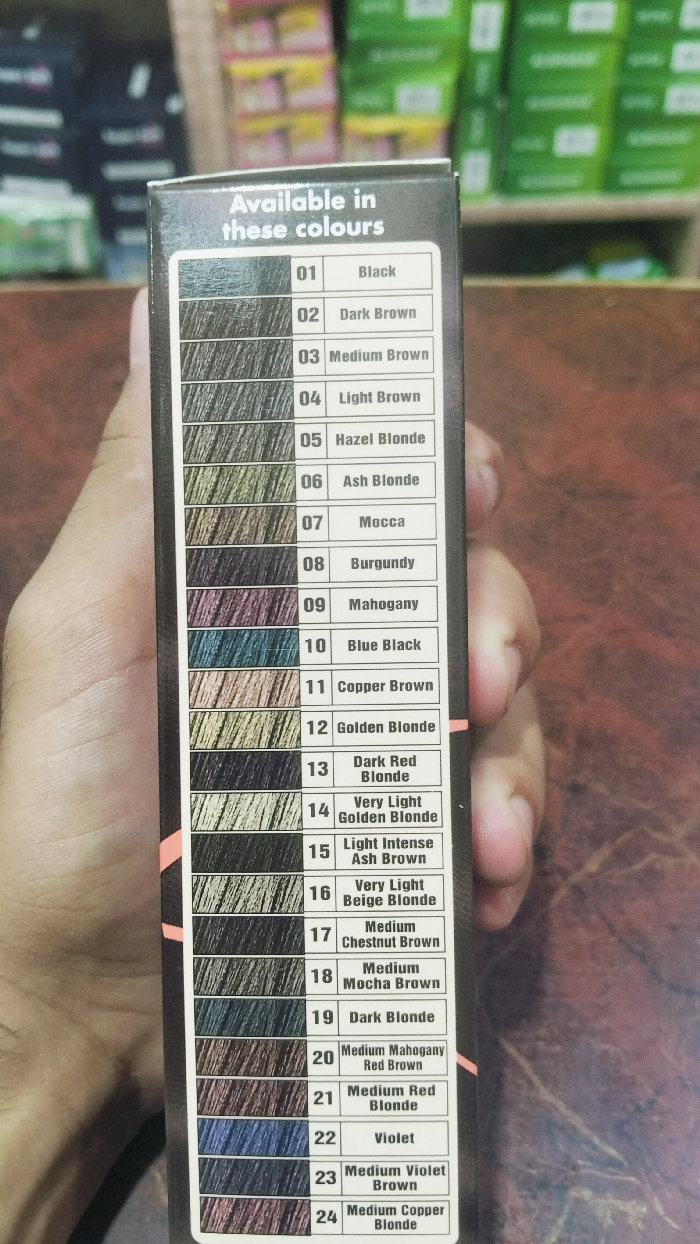 Available in
these colours
01 Black
02 Dark Brown
03 Medium Brown
04 Light Brown
05 Hazel Blonde
06 Ash Blonde
07 Mocca
08 Burgundy
09 Mahogany
10 Blue Black
11 Copper Brown
12 Golden Blonde
13 Dark Red
Blonde
14 Very Light
Golden Blonde
15 Light Intense
Ash Brown
16 Very Light
Beige Blonde
17 Medium
Chestnut Brown
18 Medium
Mocha Brown
19 Dark Blonde
20 Medium Mahogany
Red Brown
21 Medium Red
Blonde
22 Violet
23 Medium Violet
Brown
24 Medium Copper
Blonde